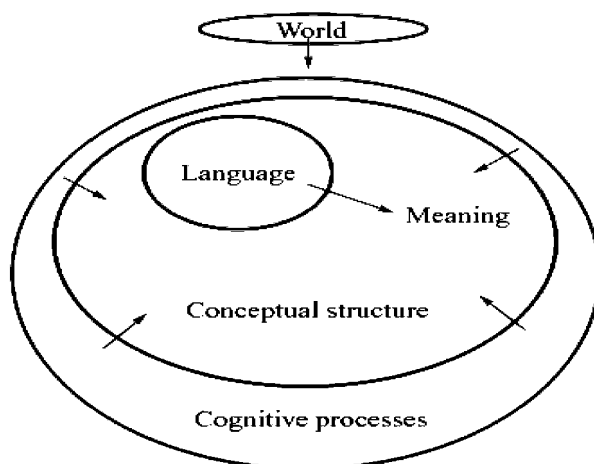 World
Language
Meaning
Conceptual structure
Cognitive processes